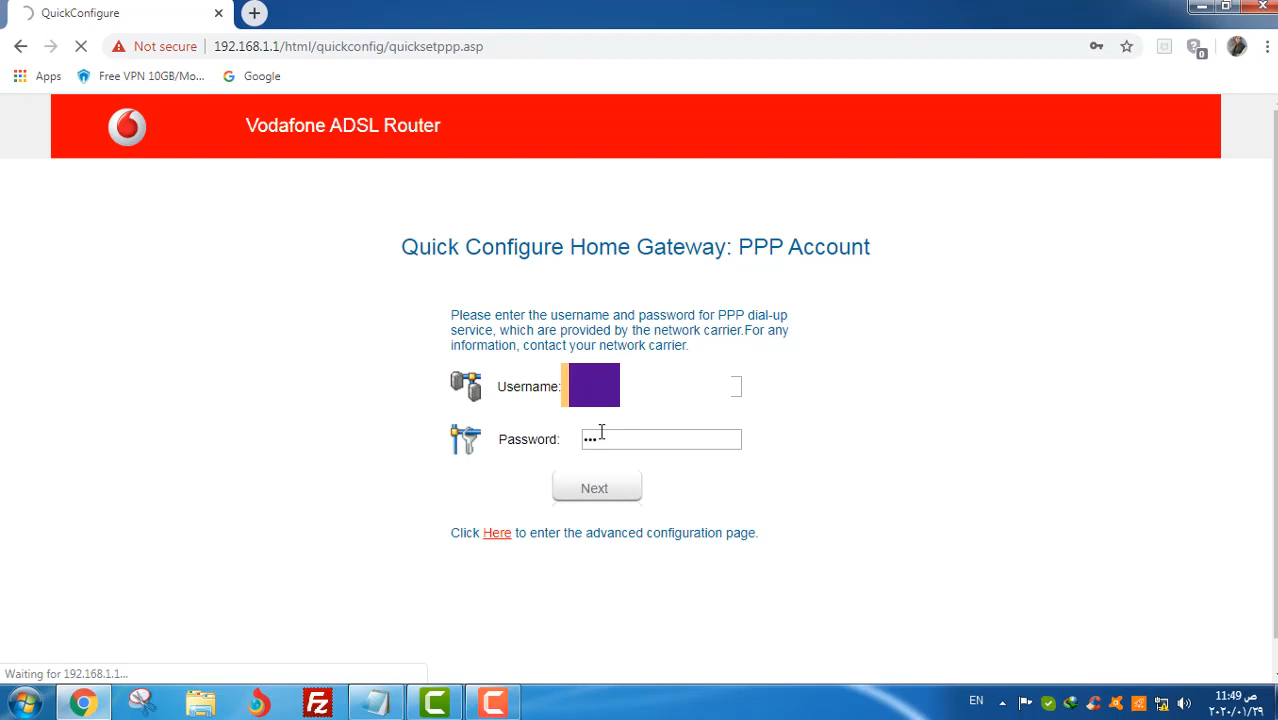 QuickConfigure
Not secure
192.168.1.1/html/quickconfig/quicksetppp.asp
0
Apps
Free VPN 10GB/Mo...
Google
Vodafone ADSL Router
Quick Configure Home Gateway: PPP Account
Please enter the username and password for PPP dial-up
service, which are provided by the network carrier.For any
information, contact your network carrier.
Username:
Password: •••
Next
Click Here to enter the advanced configuration page.
Waiting for 192.168.1.1...
EN
11:49 ص
٢٠٢٠/٠١/٢٩